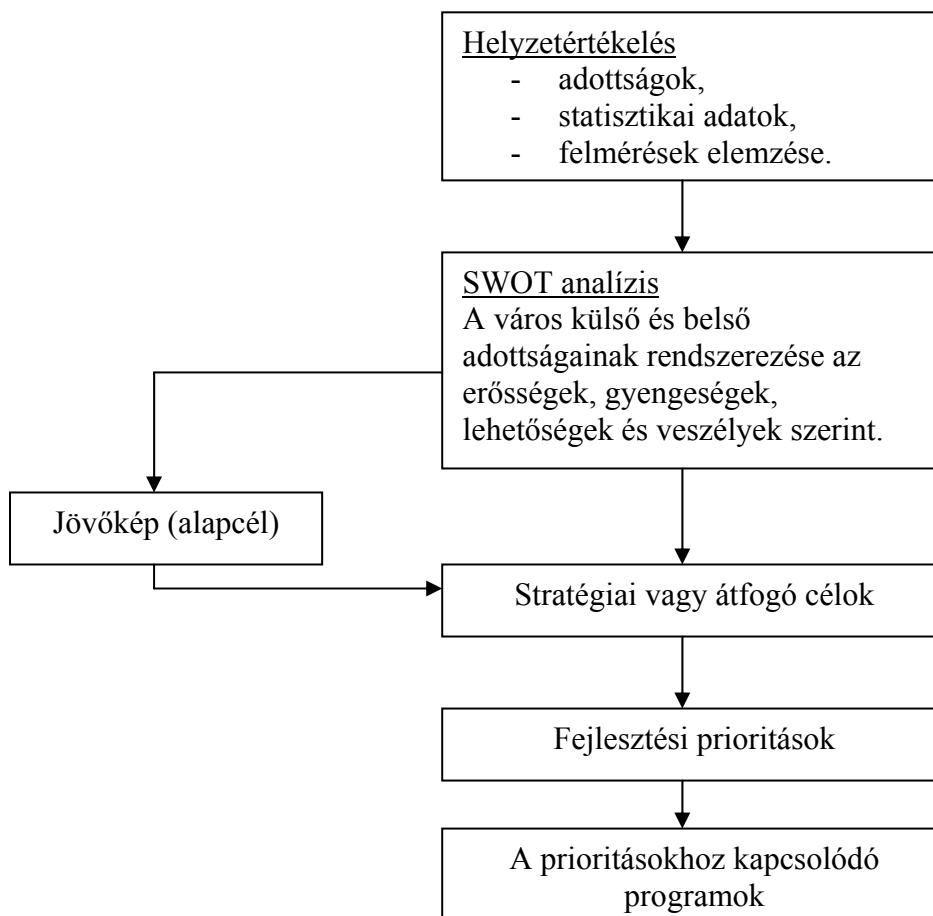 Helyzetértékelés
- adottságok,
- statisztikai adatok,
- felmérések elemzése.
SWOT analízis
A város külső és belső
adottságainak rendszerezése az
erősségek, gyengeségek,
lehetőségek és veszélyek szerint.
Jövőkép (alapcél)
Stratégiai vagy átfogó célok
Fejlesztési prioritások
A prioritásokhoz kapcsolódó
programok